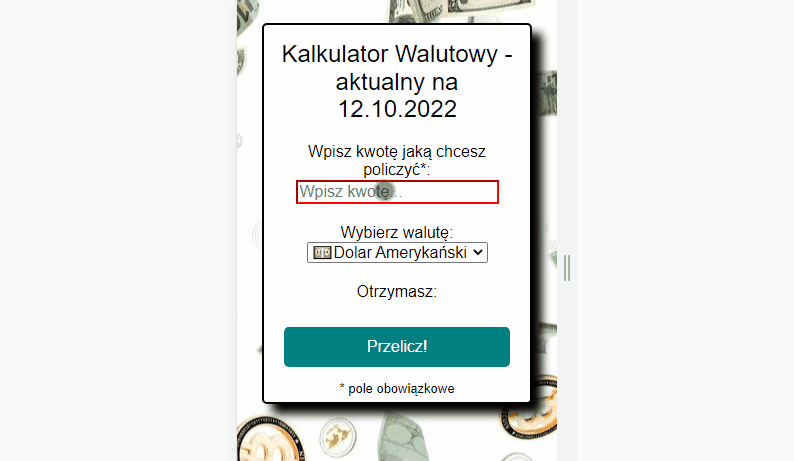 Kalkulator Walutowy -
aktualny na
12.10.2022
Wpisz kwotę jaką chcesz
policzyć*:
Wpisz kwotę...
Wybierz walutę:
Dolar Amerykański
Otrzymasz:
Przelicz!
* pole obowiązkowe